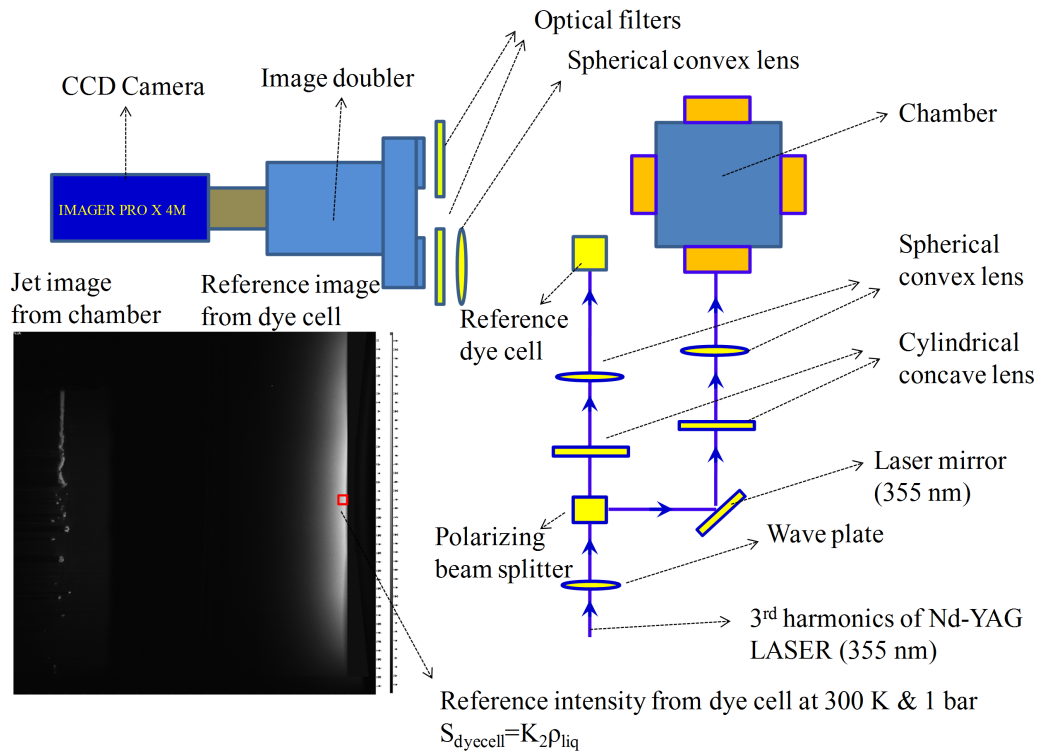 Optical filters
Spherical convex lens
Image doubler
CCD Camera
Chamber
IMAGER PRO X 4M
Jet image
from chamber
Reference image
from dye cell
Reference
dye cell
Spherical
convex lens
Cylindrical
concave lens
Laser mirror
(355 nm)
Polarizing
beam splitter
Wave plate
3rd harmonics of Nd-YAG
LASER (355 nm)
Reference intensity from dye cell at 300 K & 1 bar
Sdyecell=K2ρliq